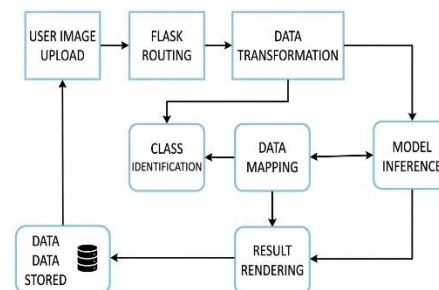 USER IMAGE
UPLOAD
FLASK
ROUTING
DATA
TRANSFORMATION
CLASS
IDENTIFICATION
DATA
MAPPING
MODEL
INFERENCE
DATA
DATA
STORED
RESULT
RENDERING